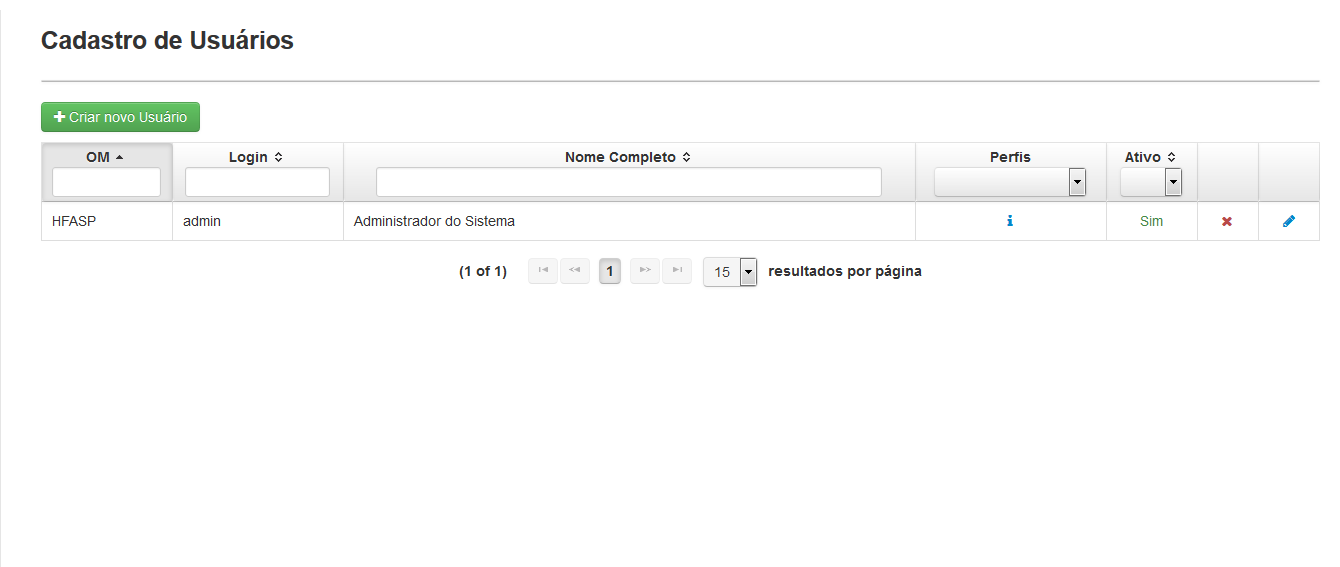 Cadastro de Usuários
Criar novo Usuário
OM Login Nome Completo Perfis Ativo
HFASP admin Administrador do Sistema Sim
(1 of 1) 1 15 resultados por página